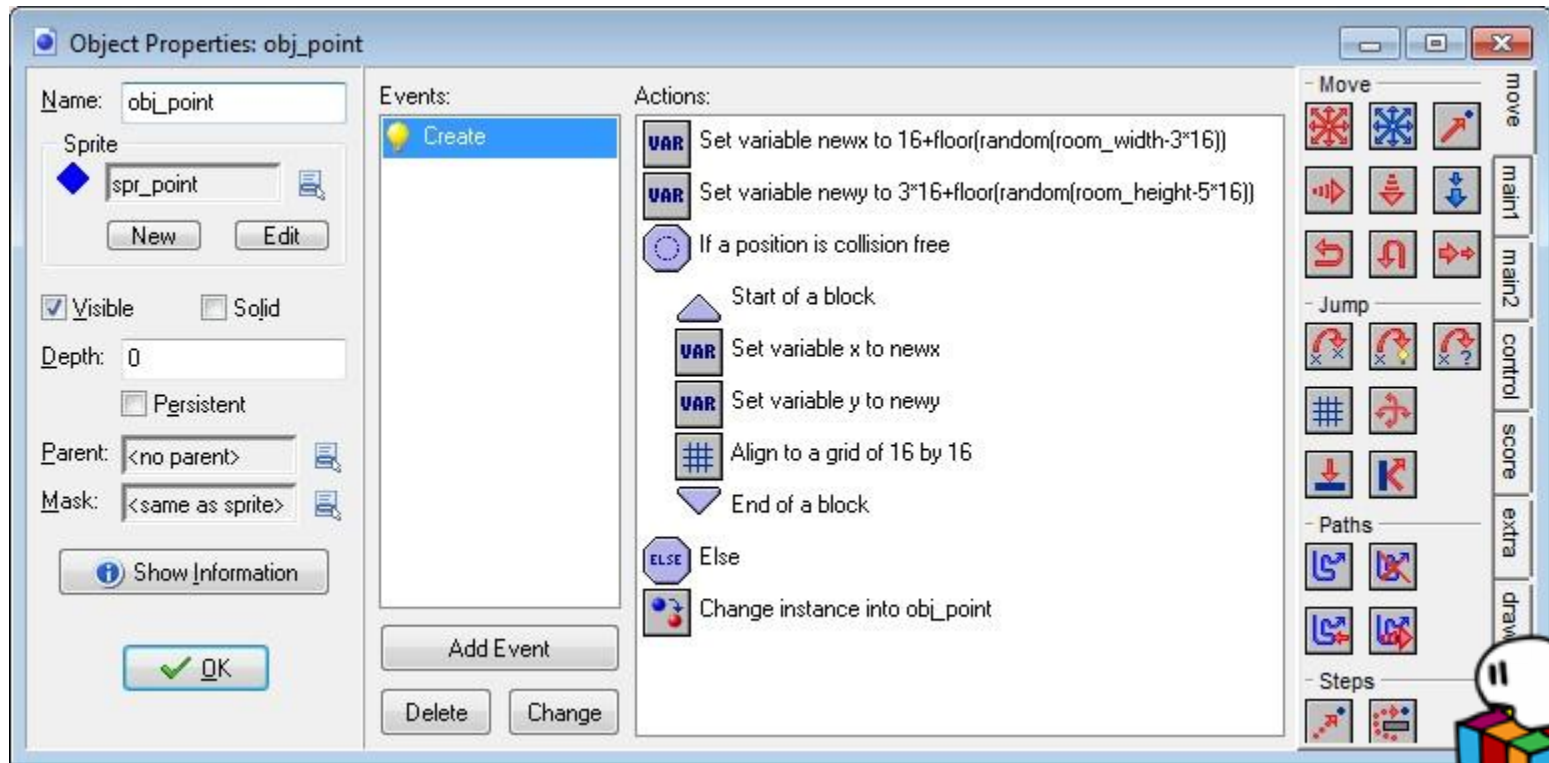 Object Properties: obj_point
Name: obj_point
Sprite
spr_point
New Edit
Visible Solid
Depth: 0
Persistent
Parent: <no parent>
Mask: <same as sprite>
Show Information
OK
Events:
Create
Add Event
Delete Change
Actions:
VAR Set variable newx to 16+floor(random(room_width-3*16))
VAR Set variable newy to 3*16+floor(random(room_height-5*16))
If a position is collision free
Start of a block
VAR Set variable x to newx
VAR Set variable y to newy
Align to a grid of 16 by 16
End of a block
ELSE Else
Change instance into obj_point
Move
Jump
x x x ?
Paths
Steps
move
main1
main2
control
score
extra
draw